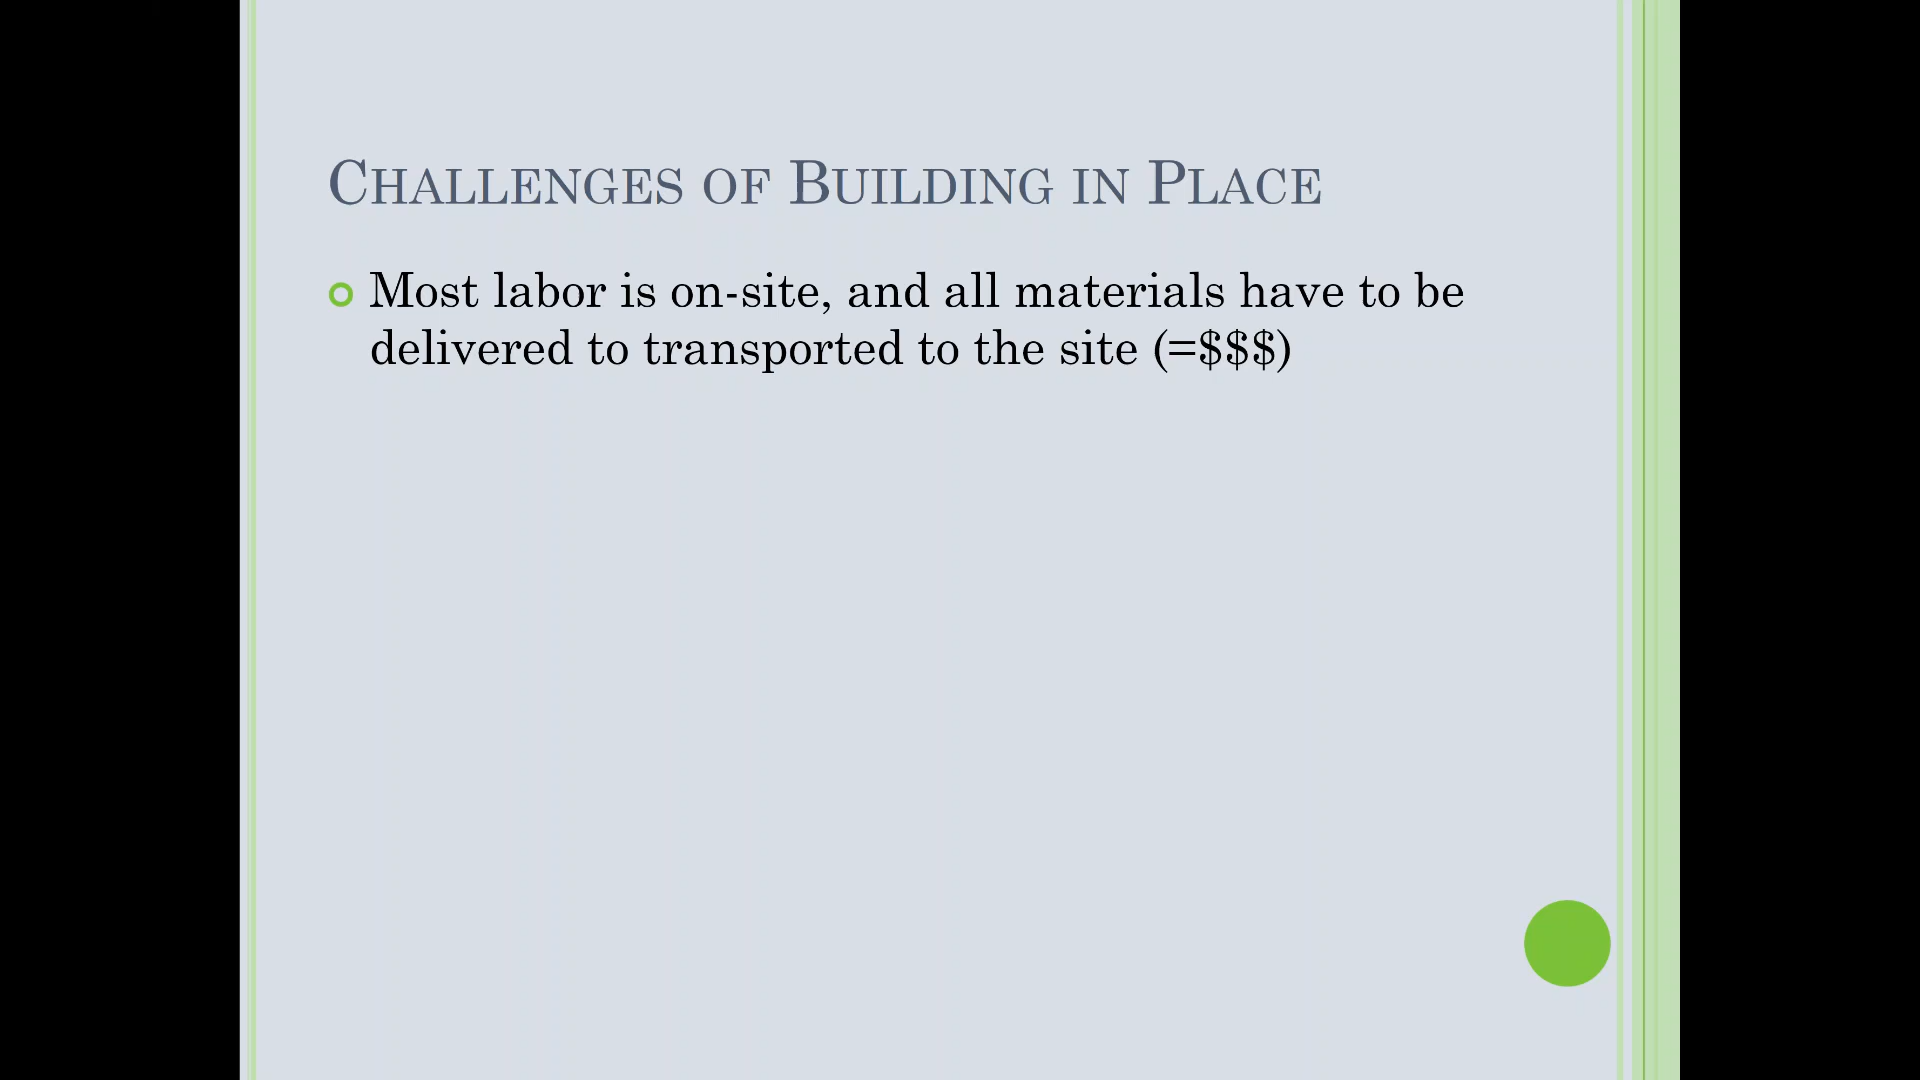 Challenges of Building in Place
Most labor is on-site, and all materials have to be
delivered to transported to the site (=$$$)